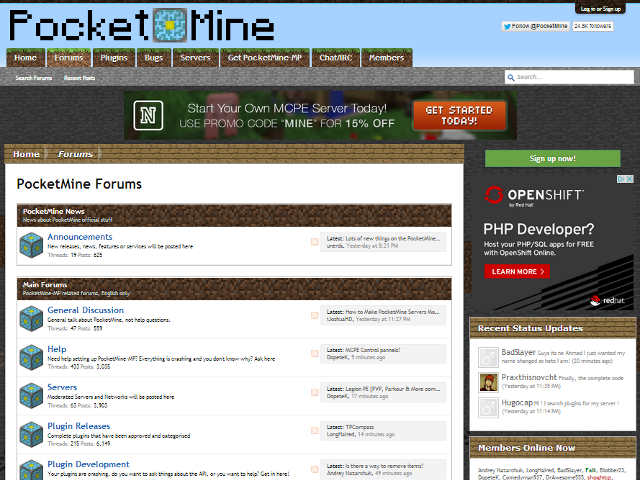 PocketMine
Log in or Sign up
Follow @PocketMine
24.8K followers
Home
Forums
Plugins
Bugs
Servers
Get PocketMine-MP
Chat/IRC
Members
Search Forums
Recent Posts
Search...
N
Start Your Own MCPE Server Today!
USE PROMO CODE "MINE" FOR 15% OFF
GET STARTED
TODAY!
Home
Forums
PocketMine Forums
PocketMine News
News about PocketMine official stuff
Announcements
New releases, news, features or services will be posted here
Threads: 19 Posts: 625
Latest: Lots of new things on the PocketMine...
unerds, Yesterday at 8:21 PM
Main Forums
PocketMine-MP related forums, English only
General Discussion
General talk about PocketMine, not help questions.
Threads: 47 Posts: 559
Latest: How to Make PocketMine Servers Mo...
iJoshuaHD, Yesterday at 11:27 PM
Help
Need help setting up PocketMine-MP? Everything is crashing and you don't know why? Ask here
Latest: MCPE Control pannels!
DopeteK, 9 minutes ago
Servers
Moderated Servers and Networks will be posted here
Threads: 63 Posts: 3,903
Latest: Legion PE [PVP, Parkour & More com...
DopeteK, 17 minutes ago
Plugin Releases
Complete plugins that have been approved and categorised
Threads: 215 Posts: 6,149
Latest: TPCompass
LongHaired, 14 minutes ago
Plugin Development
Your plugins are crashing, do you want to ask things about the API, or you want to help? Get in here!
Latest: Is there a way to remove items?
Andrey Nazarchuk, 49 minutes ago
Sign up now!
OPENSHIFT
by Red Hat
PHP Developer?
Host your PHP/SQL apps for FREE
with OpenShift Online.
LEARN MORE
redhat.
Recent Status Updates
BadSlayer Guys its ne Ahmed I just wanted my
name changed so hete I am! (20 minutes ago)
Praxthisnovcht Finally, the complete code
(Yesterday at 11:55 PM)
Hugocap H ! I search plugins for my server !
(Yesterday at 11:14 PM)
Members Online Now
Andrey Nazarchuk, LongHaired, BadSlayer, Falk, Blobber23,
DopeteK, Comedyman937, DrAwesome555, shoghicp,